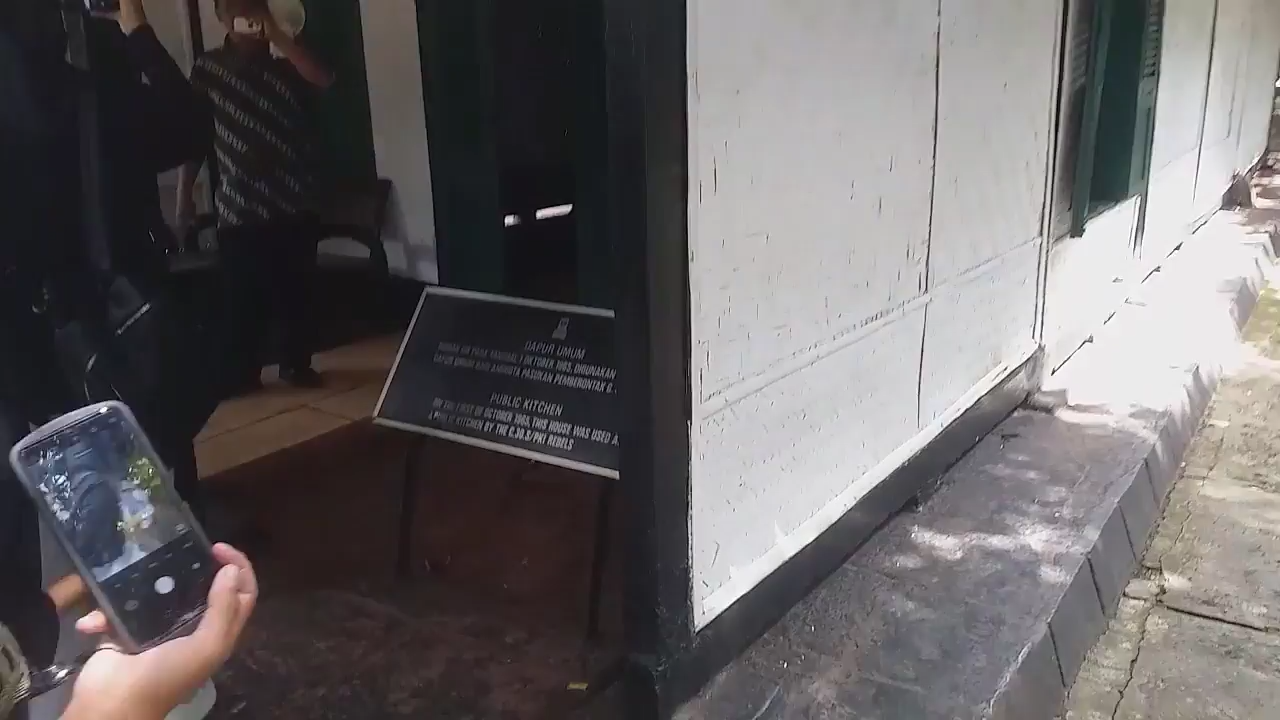 DAPUR UMUM
RUMAH INI PADA TANGGAL 1 OKTOBER 1965, DIGUNAKAN
DAPUR UMUM OLEH ANGGOTA PASUKAN PEMBERONTAK G.
PUBLIC KITCHEN
ON THE FIRST OF OCTOBER 1965, THIS HOUSE WAS USED A
A PUBLIC KITCHEN BY THE G.30.S/PKI REBELS